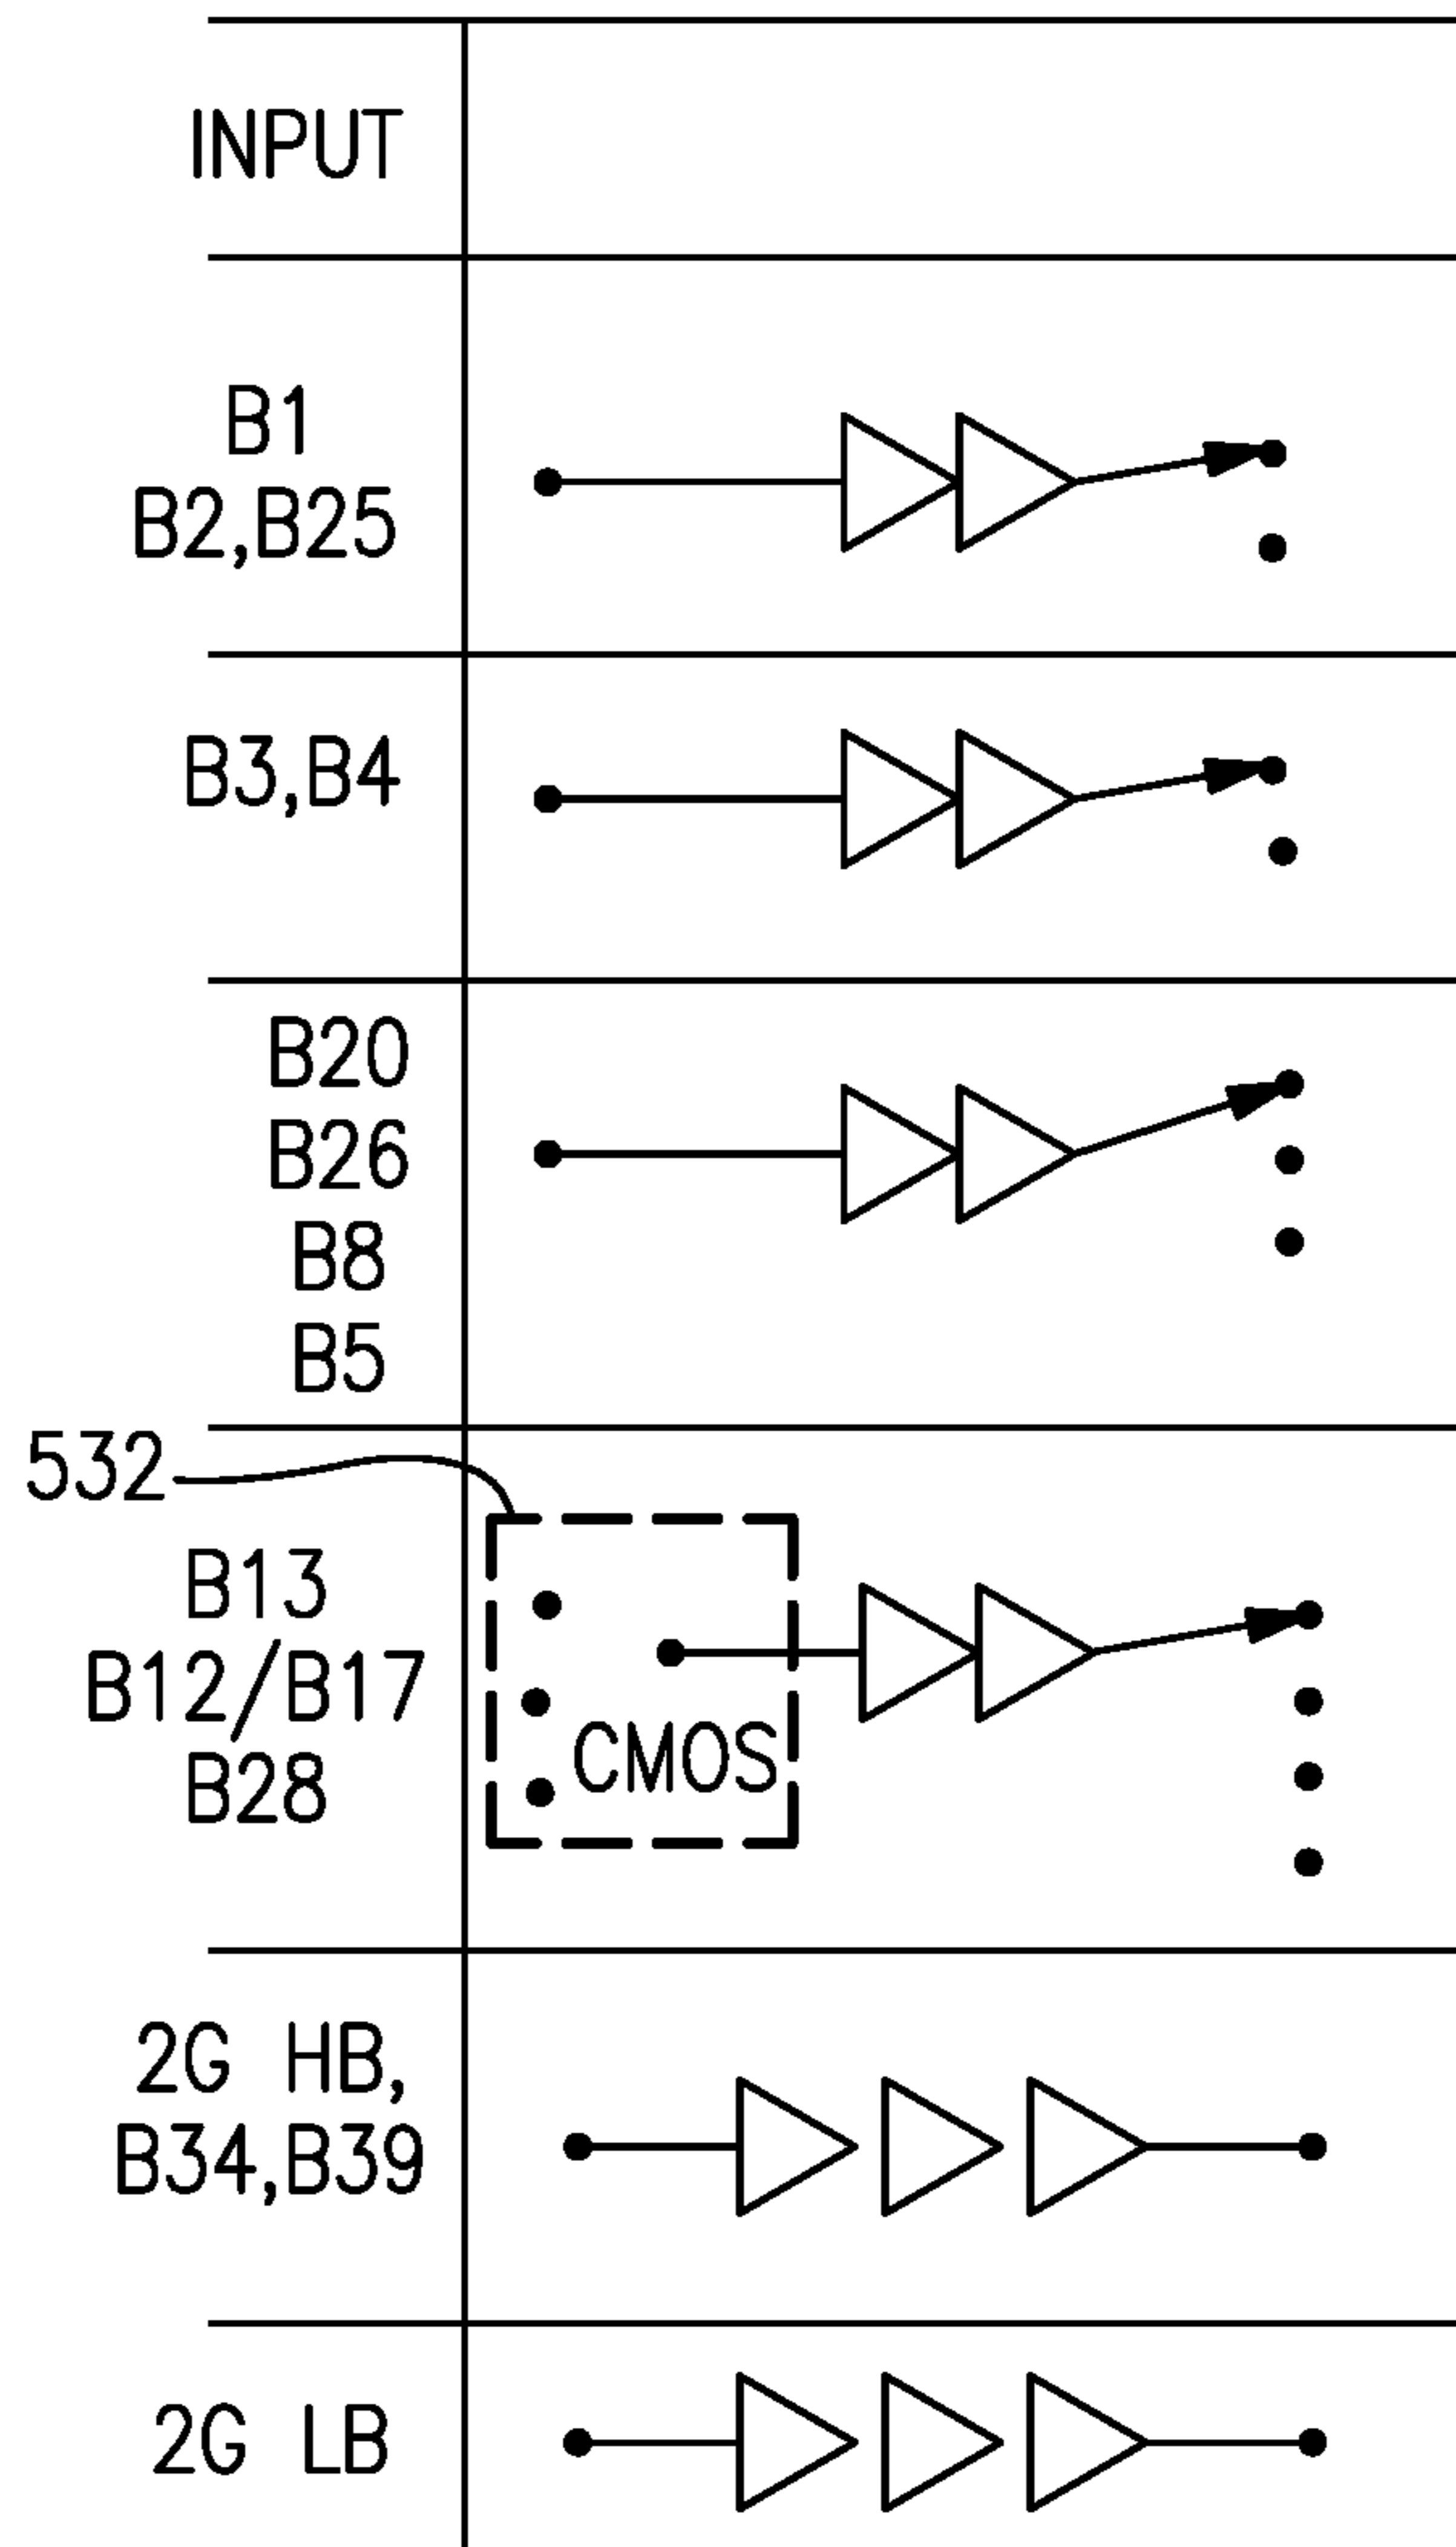 INPUT
B1
B2,B25
B3,B4
B20
B26
B8
B5
532
B13
B12/B17
B28
CMOS
2G HB,
B34,B39
2G LB